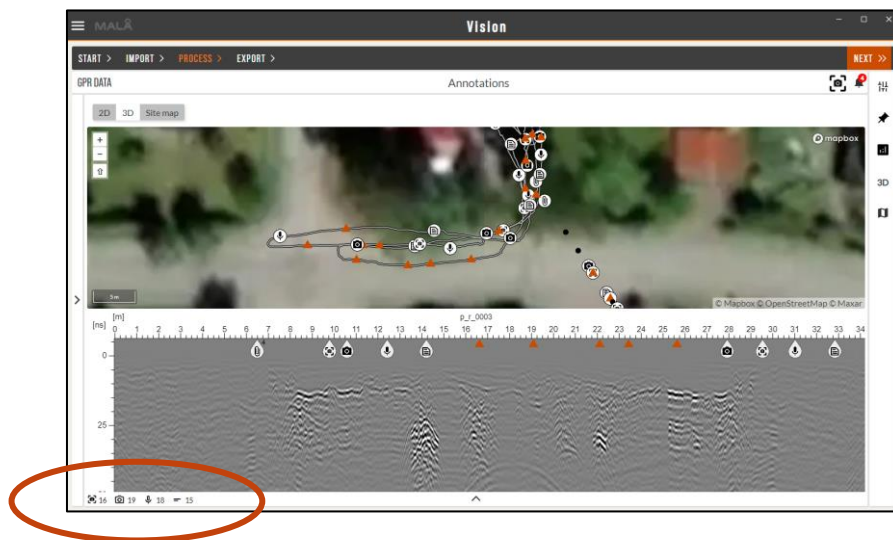 MALÅ
Vision
START > IMPORT > PROCESS > EXPORT >
NEXT >>
GPR DATA
Annotations
4
2D 3D Site map
+
mapbox
−
3D
5 m
© Mapbox © OpenStreetMap © Maxar
[m]
p_r_0003
[ns]
0 1 2 3 4 5 6 7 8 9 10 11 12 13 14 15 16 17 18 19 20 21 22 23 24 25 26 27 28 29 30 31 32 33 34
0
25
16 19 18 15